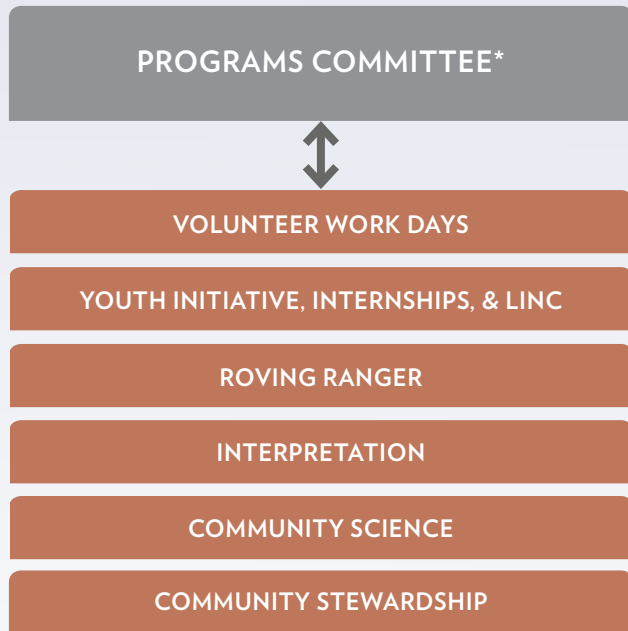 PROGRAMS COMMITTEE*
VOLUNTEER WORK DAYS
YOUTH INITIATIVE, INTERNSHIPS, & LINC
ROVING RANGER
INTERPRETATION
COMMUNITY SCIENCE
COMMUNITY STEWARDSHIP